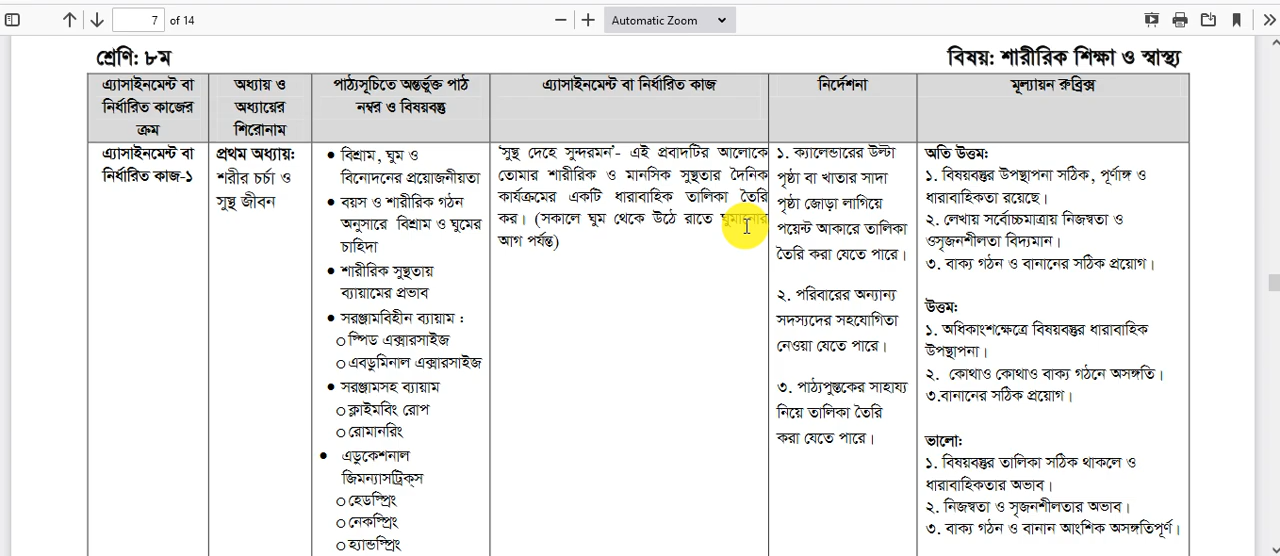 7 of 14
Automatic Zoom
শ্রেণি: ৮ম
বিষয়: শারীরিক শিক্ষা ও স্বাস্থ্য
এ্যাসাইনমেন্ট বা
নির্ধারিত কাজের
ক্রম
অধ্যায় ও
অধ্যায়ের
শিরোনাম
পাঠ্যসূচিতে অন্তর্ভুক্ত পাঠ
নম্বর ও বিষয়বস্তু
এ্যাসাইনমেন্ট বা নির্ধারিত কাজ
নির্দেশনা
মূল্যায়ন রুব্রিক্স
এ্যাসাইনমেন্ট বা
নির্ধারিত কাজ-১
প্রথম অধ্যায়:
শরীর চর্চা ও
সুস্থ জীবন
• বিশ্রাম, ঘুম ও
বিনোদনের প্রয়োজনীয়তা
• বয়স ও শারীরিক গঠন
অনুসারে বিশ্রাম ও ঘুমের
চাহিদা
• শারীরিক সুস্থতায়
ব্যায়ামের প্রভাব
• সরঞ্জামবিহীন ব্যায়াম :
o স্পিড এক্সারসাইজ
o এবডুমিনাল এক্সারসাইজ
• সরঞ্জামসহ ব্যায়াম
o ক্লাইমবিং রোপ
o রোমানরিং
• এডুকেশনাল
জিমন্যাসট্রিক্স
o হেডস্প্রিং
o নেকস্প্রিং
o হ্যান্ডস্প্রিং
'সুস্থ দেহে সুন্দরমন'- এই প্রবাদটির আলোকে
তোমার শারীরিক ও মানসিক সুস্থতার দৈনিক
কার্যক্রমের একটি ধারাবাহিক তালিকা তৈরি
কর। (সকালে ঘুম থেকে উঠে রাতে ঘুমানোর
আগ পর্যন্ত)
১. ক্যালেন্ডারের উল্টা
পৃষ্ঠা বা খাতার সাদা
পৃষ্ঠা জোড়া লাগিয়ে
পয়েন্ট আকারে তালিকা
তৈরি করা যেতে পারে।
২. পরিবারের অন্যান্য
সদস্যদের সহযোগিতা
নেওয়া যেতে পারে।
৩. পাঠ্যপুস্তকের সাহায্য
নিয়ে তালিকা তৈরি
করা যেতে পারে।
অতি উত্তম:
১. বিষয়বস্তুর উপস্থাপনা সঠিক, পূর্ণাঙ্গ ও
ধারাবাহিকতা রয়েছে।
২. লেখায় সর্বোচ্চমাত্রায় নিজস্বতা ও
ওসৃজনশীলতা বিদ্যমান।
৩. বাক্য গঠন ও বানানের সঠিক প্রয়োগ।
উত্তম:
১. অধিকাংশক্ষেত্রে বিষয়বস্তুর ধারাবাহিক
উপস্থাপনা।
২. কোথাও কোথাও বাক্য গঠনে অসঙ্গতি।
৩.বানানের সঠিক প্রয়োগ।
ভালো:
১. বিষয়বস্তুর তালিকা সঠিক থাকলে ও
ধারাবাহিকতার অভাব।
২. নিজস্বতা ও সৃজনশীলতার অভাব।
৩. বাক্য গঠন ও বানান আংশিক অসঙ্গতিপূর্ণ।